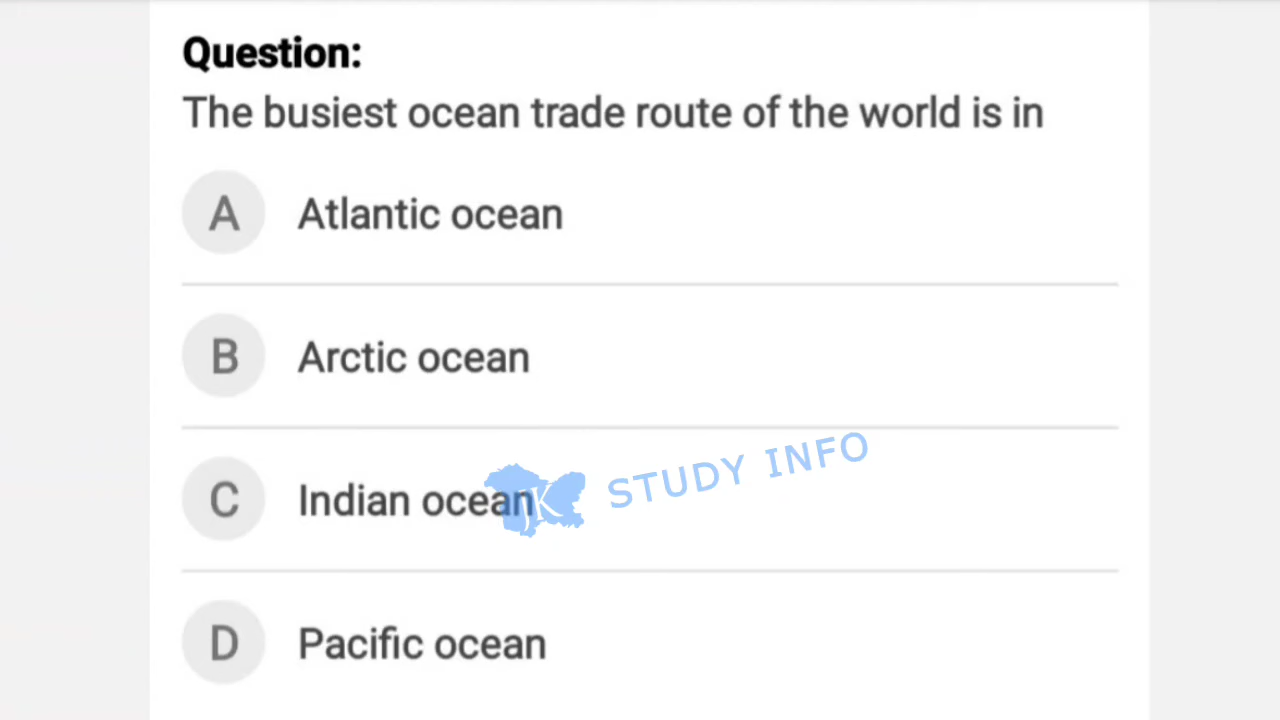 Question:
The busiest ocean trade route of the world is in
A Atlantic ocean
B Arctic ocean
C Indian ocean
JK STUDY INFO
D Pacific ocean